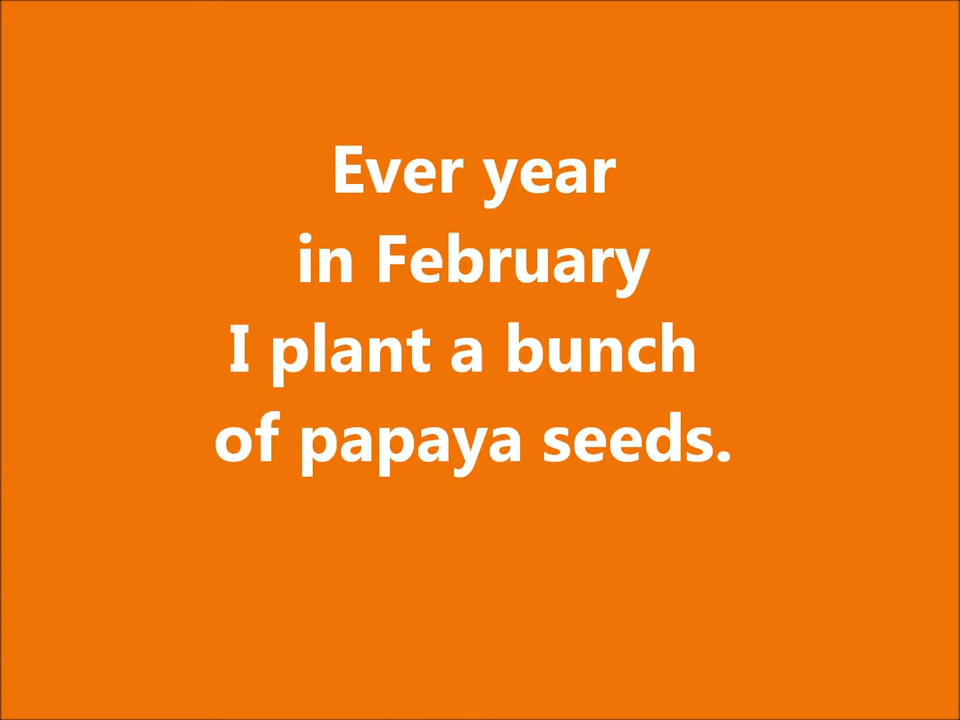 Ever year
in February
I plant a bunch
of papaya seeds.